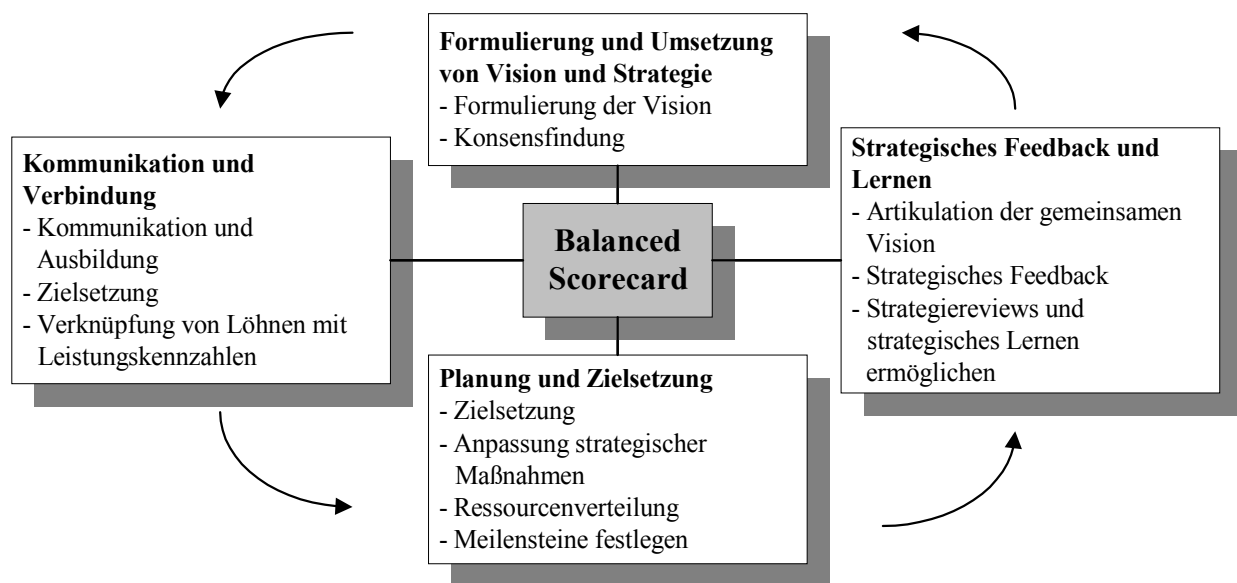 Formulierung und Umsetzung
von Vision und Strategie
- Formulierung der Vision
- Konsensfindung
Kommunikation und
Verbindung
- Kommunikation und
Ausbildung
- Zielsetzung
- Verknüpfung von Löhnen mit
Leistungskennzahlen
Balanced
Scorecard
Strategisches Feedback und
Lernen
- Artikulation der gemeinsamen
Vision
- Strategisches Feedback
- Strategiereviews und
strategisches Lernen
ermöglichen
Planung und Zielsetzung
- Zielsetzung
- Anpassung strategischer
Maßnahmen
- Ressourcenverteilung
- Meilensteine festlegen